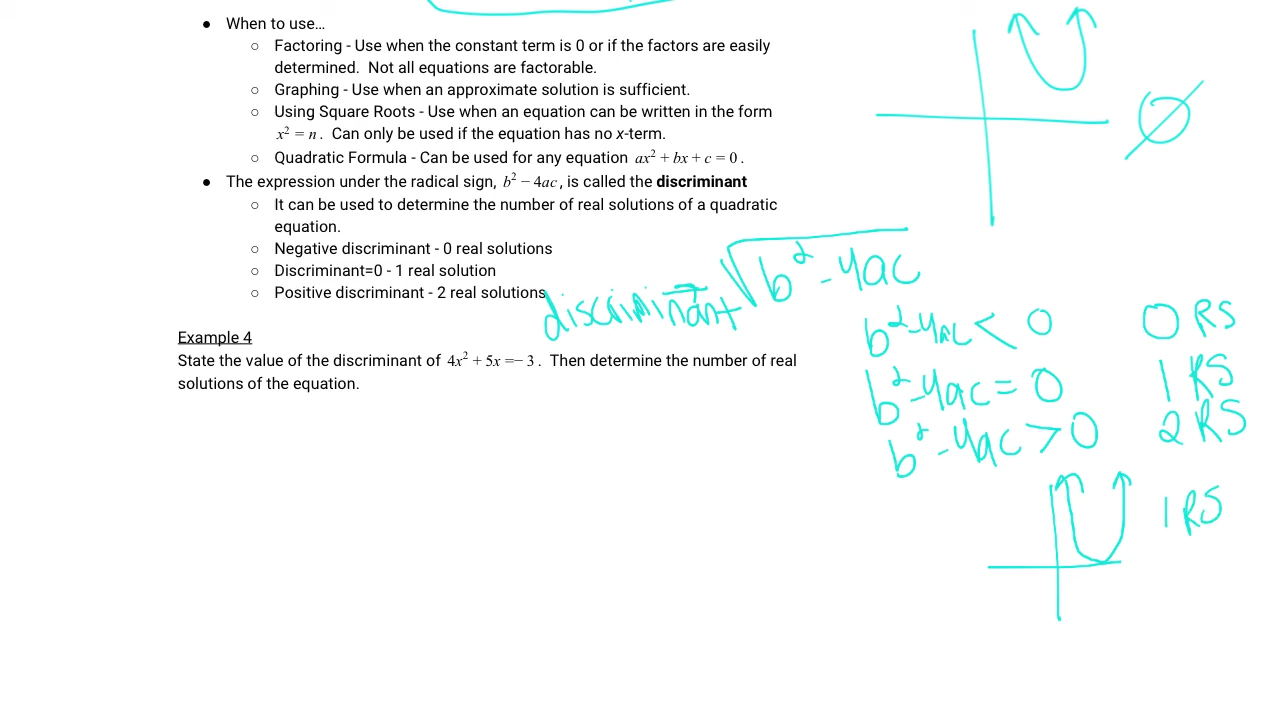 ● When to use…
○ Factoring - Use when the constant term is 0 or if the factors are easily
determined. Not all equations are factorable.
○ Graphing - Use when an approximate solution is sufficient.
○ Using Square Roots - Use when an equation can be written in the form
x² = n. Can only be used if the equation has no x-term.
○ Quadratic Formula - Can be used for any equation ax² + bx + c = 0.
● The expression under the radical sign, b² − 4ac, is called the discriminant
○ It can be used to determine the number of real solutions of a quadratic
equation.
○ Negative discriminant - 0 real solutions
○ Discriminant=0 - 1 real solution
○ Positive discriminant - 2 real solutions
Example 4
State the value of the discriminant of 4x² + 5x =− 3. Then determine the number of real
solutions of the equation.
∅
√b² - 4ac
discriminant
b² - 4ac < 0 0 RS
b² - 4ac = 0 1 RS
b² - 4ac > 0 2 RS
1 RS